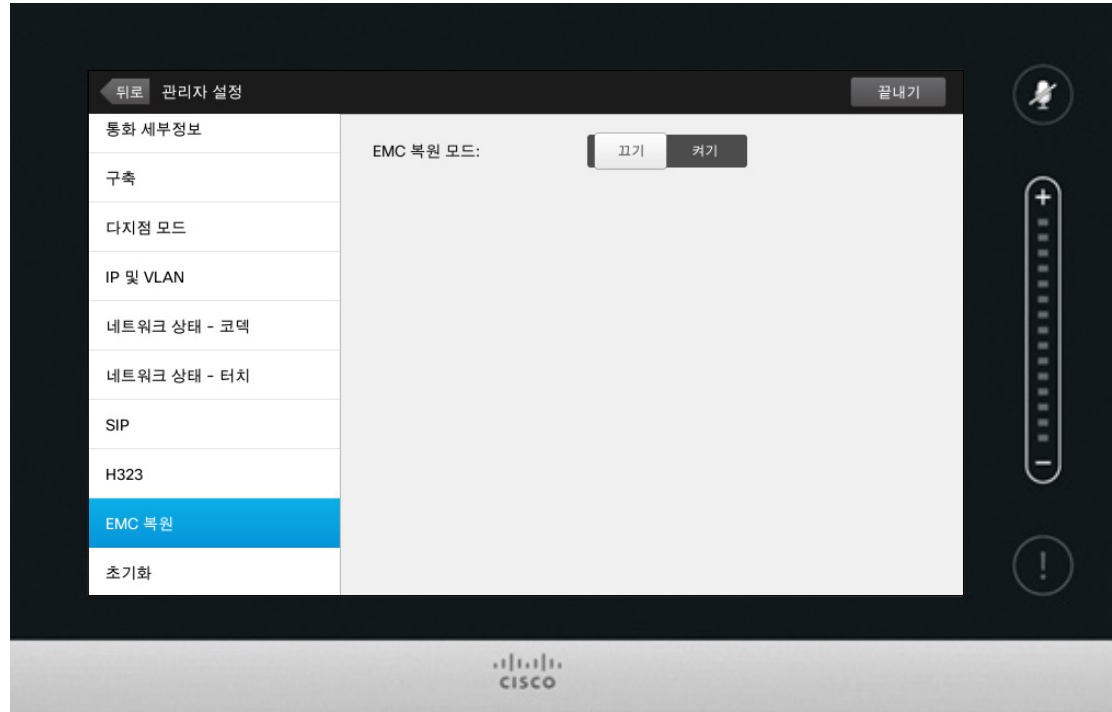 뒤로 관리자 설정 끝내기
통화 세부정보
EMC 복원 모드: 끄기 켜기
구축
다지점 모드
IP 및 VLAN
네트워크 상태 - 코덱
네트워크 상태 - 터치
SIP
H323
EMC 복원
초기화
+
−
!
CISCO